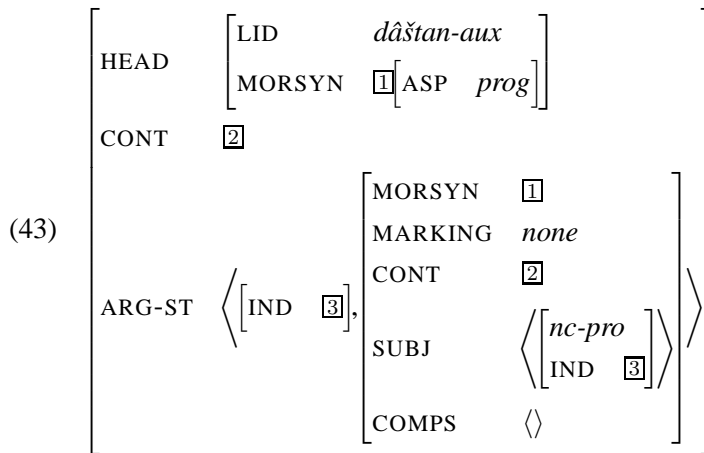 HEAD [LID dâštan-aux
MORSYN 1[ASP prog]]
CONT 2
(43)
ARG-ST ⟨[IND 3], [MORSYN 1
MARKING none
CONT 2
SUBJ ⟨[nc-pro
IND 3]⟩
COMPS ⟨⟩]⟩